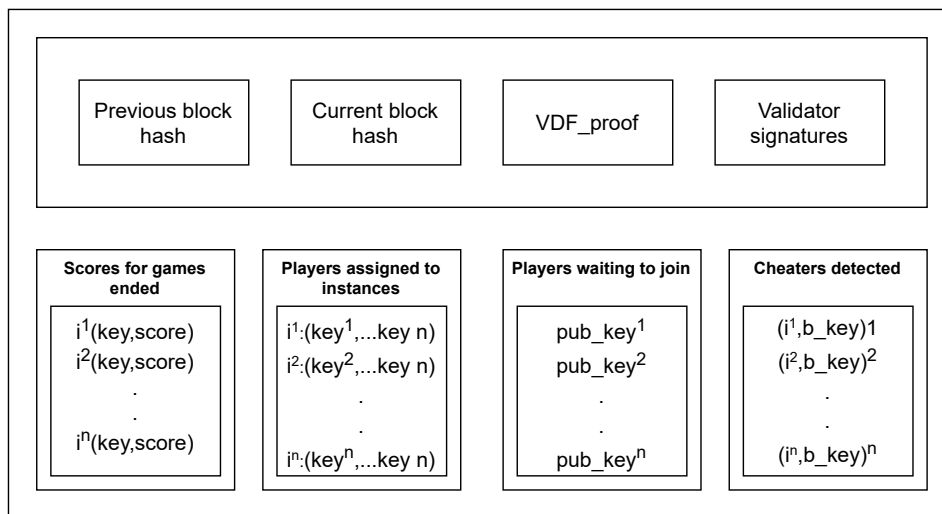 Previous block
hash
Current block
hash
VDF_proof
Validator
signatures
Scores for games
ended
i¹(key,score)
i²(key,score)
.
.
iⁿ(key,score)
Players assigned to
instances
i¹:(key¹,...key n)
i²:(key²,...key n)
.
.
iⁿ:(keyⁿ,...key n)
Players waiting to join
pub_key¹
pub_key²
.
.
pub_keyⁿ
Cheaters detected
(i¹,b_key)1
(i²,b_key)²
.
.
(iⁿ,b_key)ⁿ